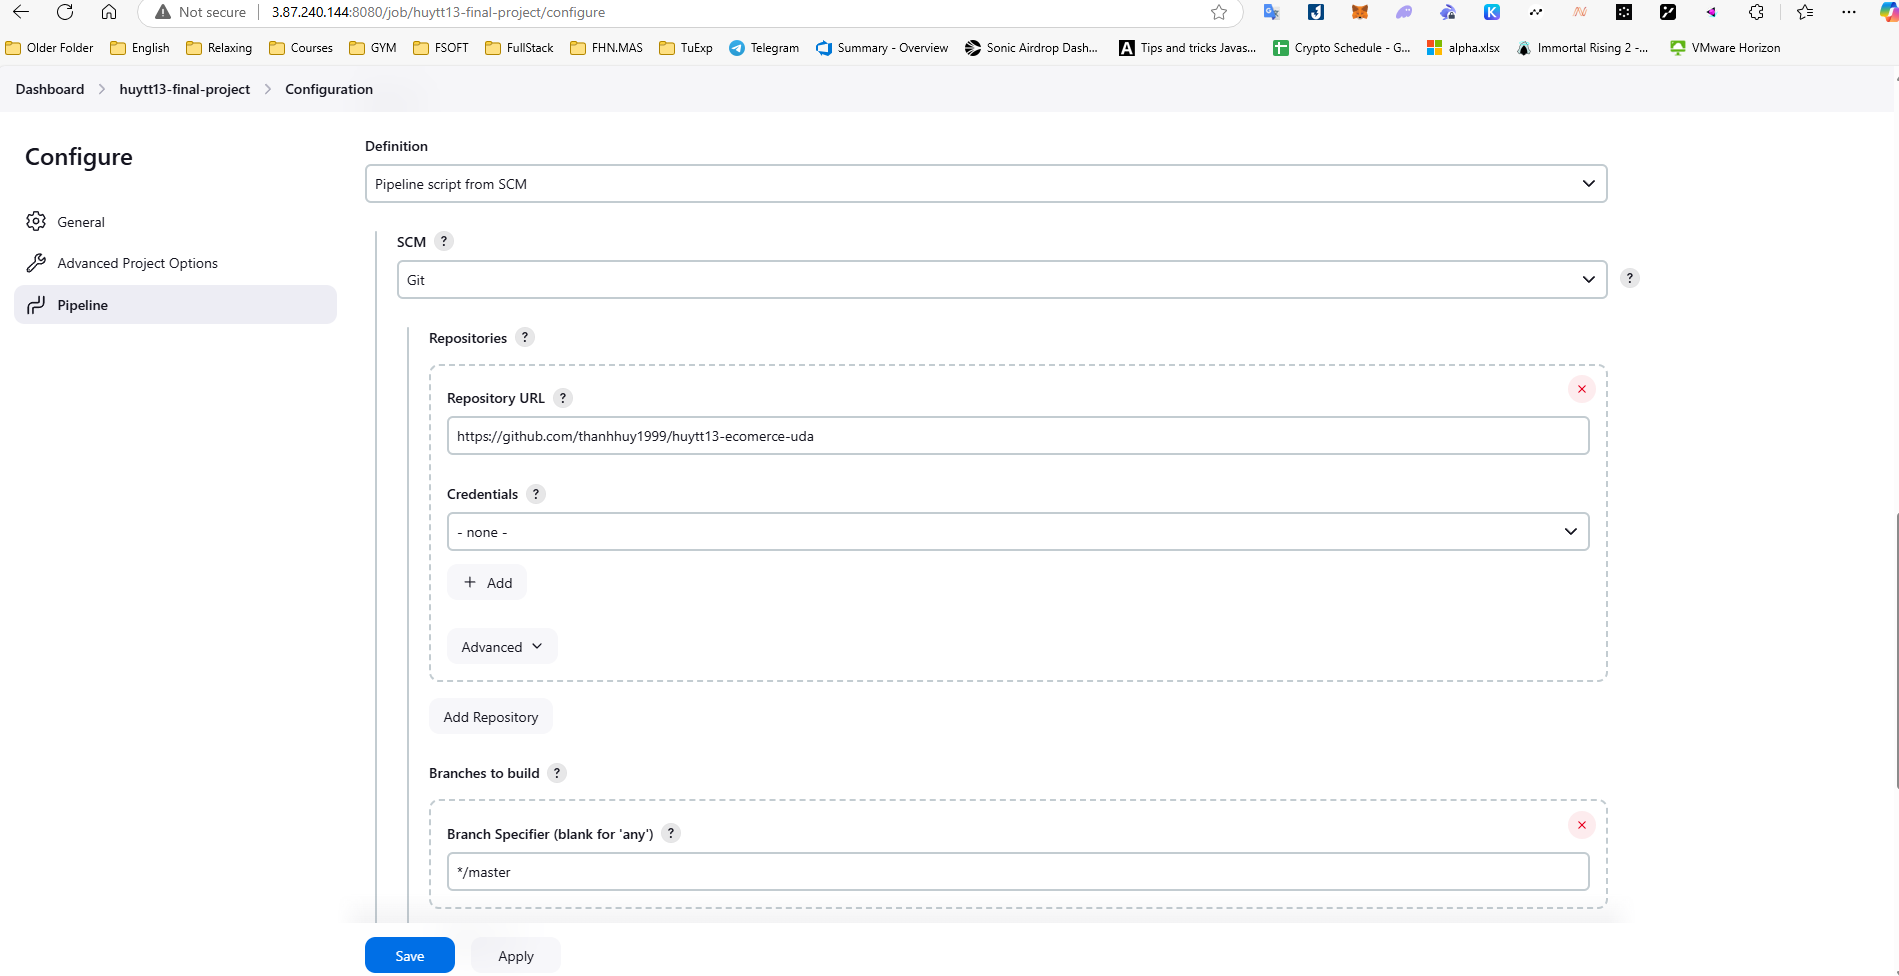 Not secure 3.87.240.144:8080/job/huytt13-final-project/configure
Older Folder English Relaxing Courses GYM FSOFT FullStack FHN.MAS TuExp Telegram Summary - Overview Sonic Airdrop Dash... Tips and tricks Javas... Crypto Schedule - G... alpha.xlsx Immortal Rising 2 -... VMware Horizon
Dashboard huytt13-final-project Configuration
Configure
General
Advanced Project Options
Pipeline
Definition
Pipeline script from SCM
SCM ?
Git
?
Repositories ?
Repository URL ?
https://github.com/thanhhuy1999/huytt13-ecomerce-uda
Credentials ?
- none -
+ Add
Advanced
Add Repository
Branches to build ?
Branch Specifier (blank for 'any') ?
*/master
Save Apply